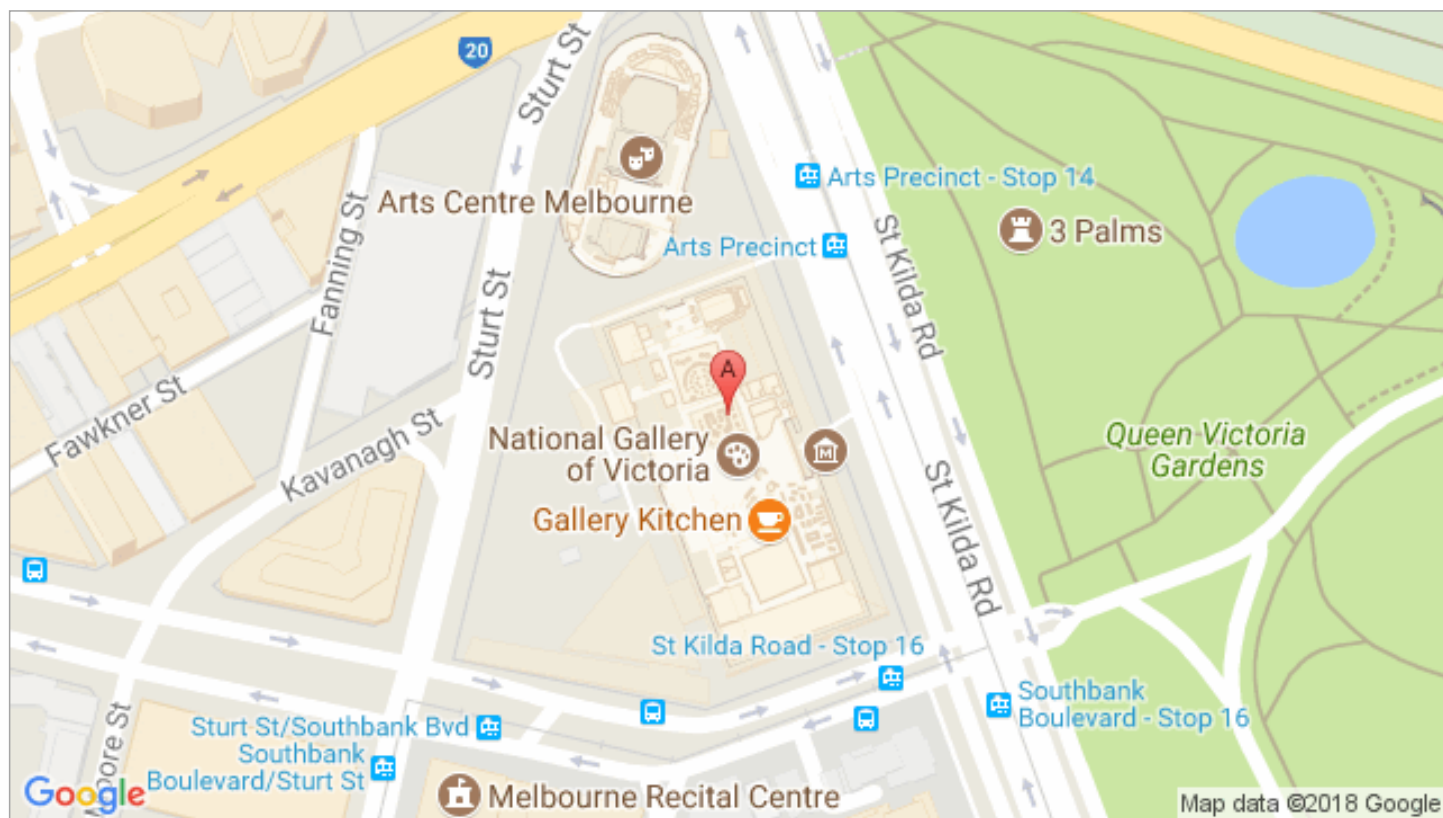 20
Sturt St
Arts Centre Melbourne
Arts Precinct - Stop 14
3 Palms
Arts Precinct
St Kilda Rd
Fanning St
Sturt St
A
Fawkner St
Kavanagh St
National Gallery
of Victoria
M
Queen Victoria
Gardens
Gallery Kitchen
St Kilda Rd
St Kilda Road - Stop 16
Southbank
Boulevard - Stop 16
Sturt St/Southbank Bvd
Southbank
Boulevard/Sturt St
Moore St
Google
Melbourne Recital Centre
Map data ©2018 Google